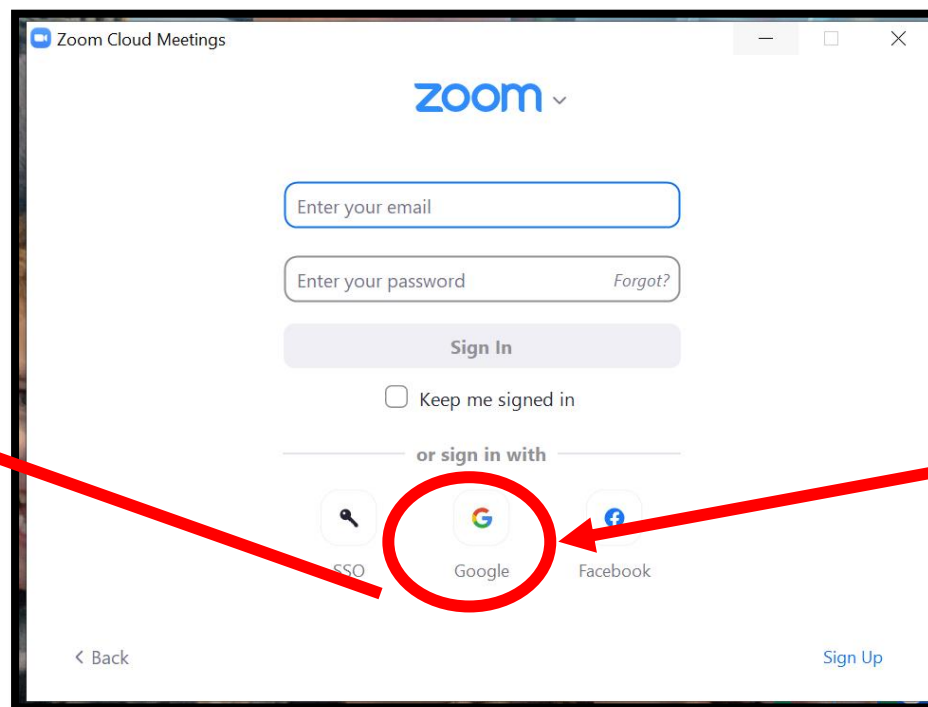 Zoom Cloud Meetings
zoom
Enter your email
Enter your password Forgot?
Sign In
Keep me signed in
or sign in with
SSO Google Facebook
< Back Sign Up